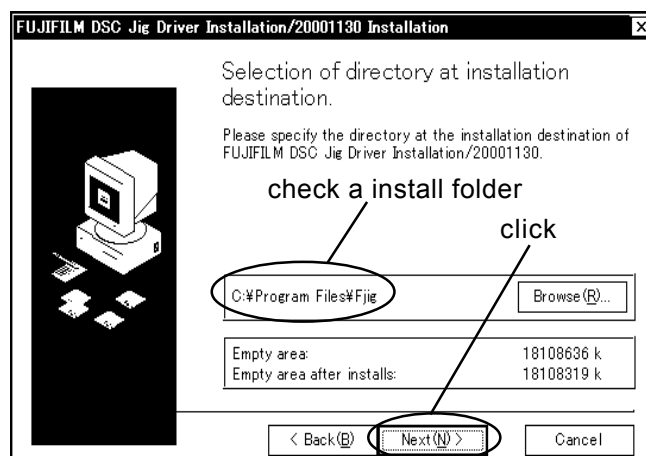 FUJIFILM DSC Jig Driver Installation/20001130 Installation
X
Selection of directory at installation
destination.
Please specify the directory at the installation destination of
FUJIFILM DSC Jig Driver Installation/20001130.
check a install folder
click
C:¥Program Files¥Fjig
Browse(R)...
Empty area: 18108636 k
Empty area after installs: 18108319 k
< Back(B) Next(N) > Cancel